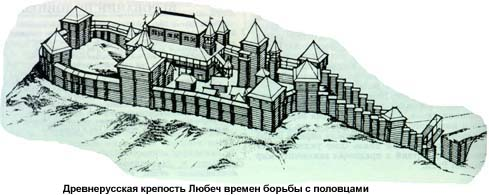 Древнерусская крепость Любеч времен борьбы с половцами